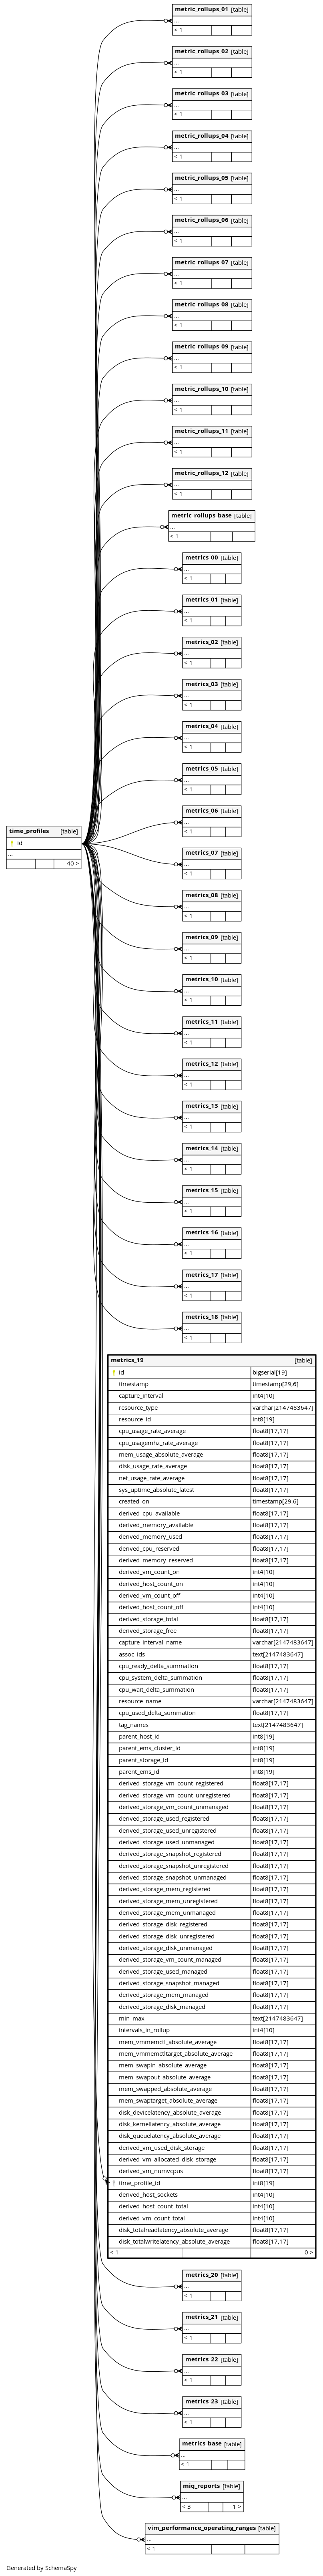 metric_rollups_01 [table]
...
< 1
metric_rollups_02 [table]
...
< 1
metric_rollups_03 [table]
...
< 1
metric_rollups_04 [table]
...
< 1
metric_rollups_05 [table]
...
< 1
metric_rollups_06 [table]
...
< 1
metric_rollups_07 [table]
...
< 1
metric_rollups_08 [table]
...
< 1
metric_rollups_09 [table]
...
< 1
metric_rollups_10 [table]
...
< 1
metric_rollups_11 [table]
...
< 1
metric_rollups_12 [table]
...
< 1
metric_rollups_base [table]
...
< 1
metrics_00 [table]
...
< 1
metrics_01 [table]
...
< 1
metrics_02 [table]
...
< 1
metrics_03 [table]
...
< 1
metrics_04 [table]
...
< 1
metrics_05 [table]
...
< 1
metrics_06 [table]
...
< 1
time_profiles [table]
id
...
40 >
metrics_07 [table]
...
< 1
metrics_08 [table]
...
< 1
metrics_09 [table]
...
< 1
metrics_10 [table]
...
< 1
metrics_11 [table]
...
< 1
metrics_12 [table]
...
< 1
metrics_13 [table]
...
< 1
metrics_14 [table]
...
< 1
metrics_15 [table]
...
< 1
metrics_16 [table]
...
< 1
metrics_17 [table]
...
< 1
metrics_18 [table]
...
< 1
metrics_19 [table]
id bigserial[19]
timestamp timestamp[29,6]
capture_interval int4[10]
resource_type varchar[2147483647]
resource_id int8[19]
cpu_usage_rate_average float8[17,17]
cpu_usagemhz_rate_average float8[17,17]
mem_usage_absolute_average float8[17,17]
disk_usage_rate_average float8[17,17]
net_usage_rate_average float8[17,17]
sys_uptime_absolute_latest float8[17,17]
created_on timestamp[29,6]
derived_cpu_available float8[17,17]
derived_memory_available float8[17,17]
derived_memory_used float8[17,17]
derived_cpu_reserved float8[17,17]
derived_memory_reserved float8[17,17]
derived_vm_count_on int4[10]
derived_host_count_on int4[10]
derived_vm_count_off int4[10]
derived_host_count_off int4[10]
derived_storage_total float8[17,17]
derived_storage_free float8[17,17]
capture_interval_name varchar[2147483647]
assoc_ids text[2147483647]
cpu_ready_delta_summation float8[17,17]
cpu_system_delta_summation float8[17,17]
cpu_wait_delta_summation float8[17,17]
resource_name varchar[2147483647]
cpu_used_delta_summation float8[17,17]
tag_names text[2147483647]
parent_host_id int8[19]
parent_ems_cluster_id int8[19]
parent_storage_id int8[19]
parent_ems_id int8[19]
derived_storage_vm_count_registered float8[17,17]
derived_storage_vm_count_unregistered float8[17,17]
derived_storage_vm_count_unmanaged float8[17,17]
derived_storage_used_registered float8[17,17]
derived_storage_used_unregistered float8[17,17]
derived_storage_used_unmanaged float8[17,17]
derived_storage_snapshot_registered float8[17,17]
derived_storage_snapshot_unregistered float8[17,17]
derived_storage_snapshot_unmanaged float8[17,17]
derived_storage_mem_registered float8[17,17]
derived_storage_mem_unregistered float8[17,17]
derived_storage_mem_unmanaged float8[17,17]
derived_storage_disk_registered float8[17,17]
derived_storage_disk_unregistered float8[17,17]
derived_storage_disk_unmanaged float8[17,17]
derived_storage_vm_count_managed float8[17,17]
derived_storage_used_managed float8[17,17]
derived_storage_snapshot_managed float8[17,17]
derived_storage_mem_managed float8[17,17]
derived_storage_disk_managed float8[17,17]
min_max text[2147483647]
intervals_in_rollup int4[10]
mem_vmmemctl_absolute_average float8[17,17]
mem_vmmemctltarget_absolute_average float8[17,17]
mem_swapin_absolute_average float8[17,17]
mem_swapout_absolute_average float8[17,17]
mem_swapped_absolute_average float8[17,17]
mem_swaptarget_absolute_average float8[17,17]
disk_devicelatency_absolute_average float8[17,17]
disk_kernellatency_absolute_average float8[17,17]
disk_queuelatency_absolute_average float8[17,17]
derived_vm_used_disk_storage float8[17,17]
derived_vm_allocated_disk_storage float8[17,17]
derived_vm_numvcpus float8[17,17]
time_profile_id int8[19]
derived_host_sockets int4[10]
derived_host_count_total int4[10]
derived_vm_count_total int4[10]
disk_totalreadlatency_absolute_average float8[17,17]
disk_totalwritelatency_absolute_average float8[17,17]
< 1 0 >
metrics_20 [table]
...
< 1
metrics_21 [table]
...
< 1
metrics_22 [table]
...
< 1
metrics_23 [table]
...
< 1
metrics_base [table]
...
< 1
miq_reports [table]
...
< 3 1 >
vim_performance_operating_ranges [table]
...
< 1
Generated by SchemaSpy